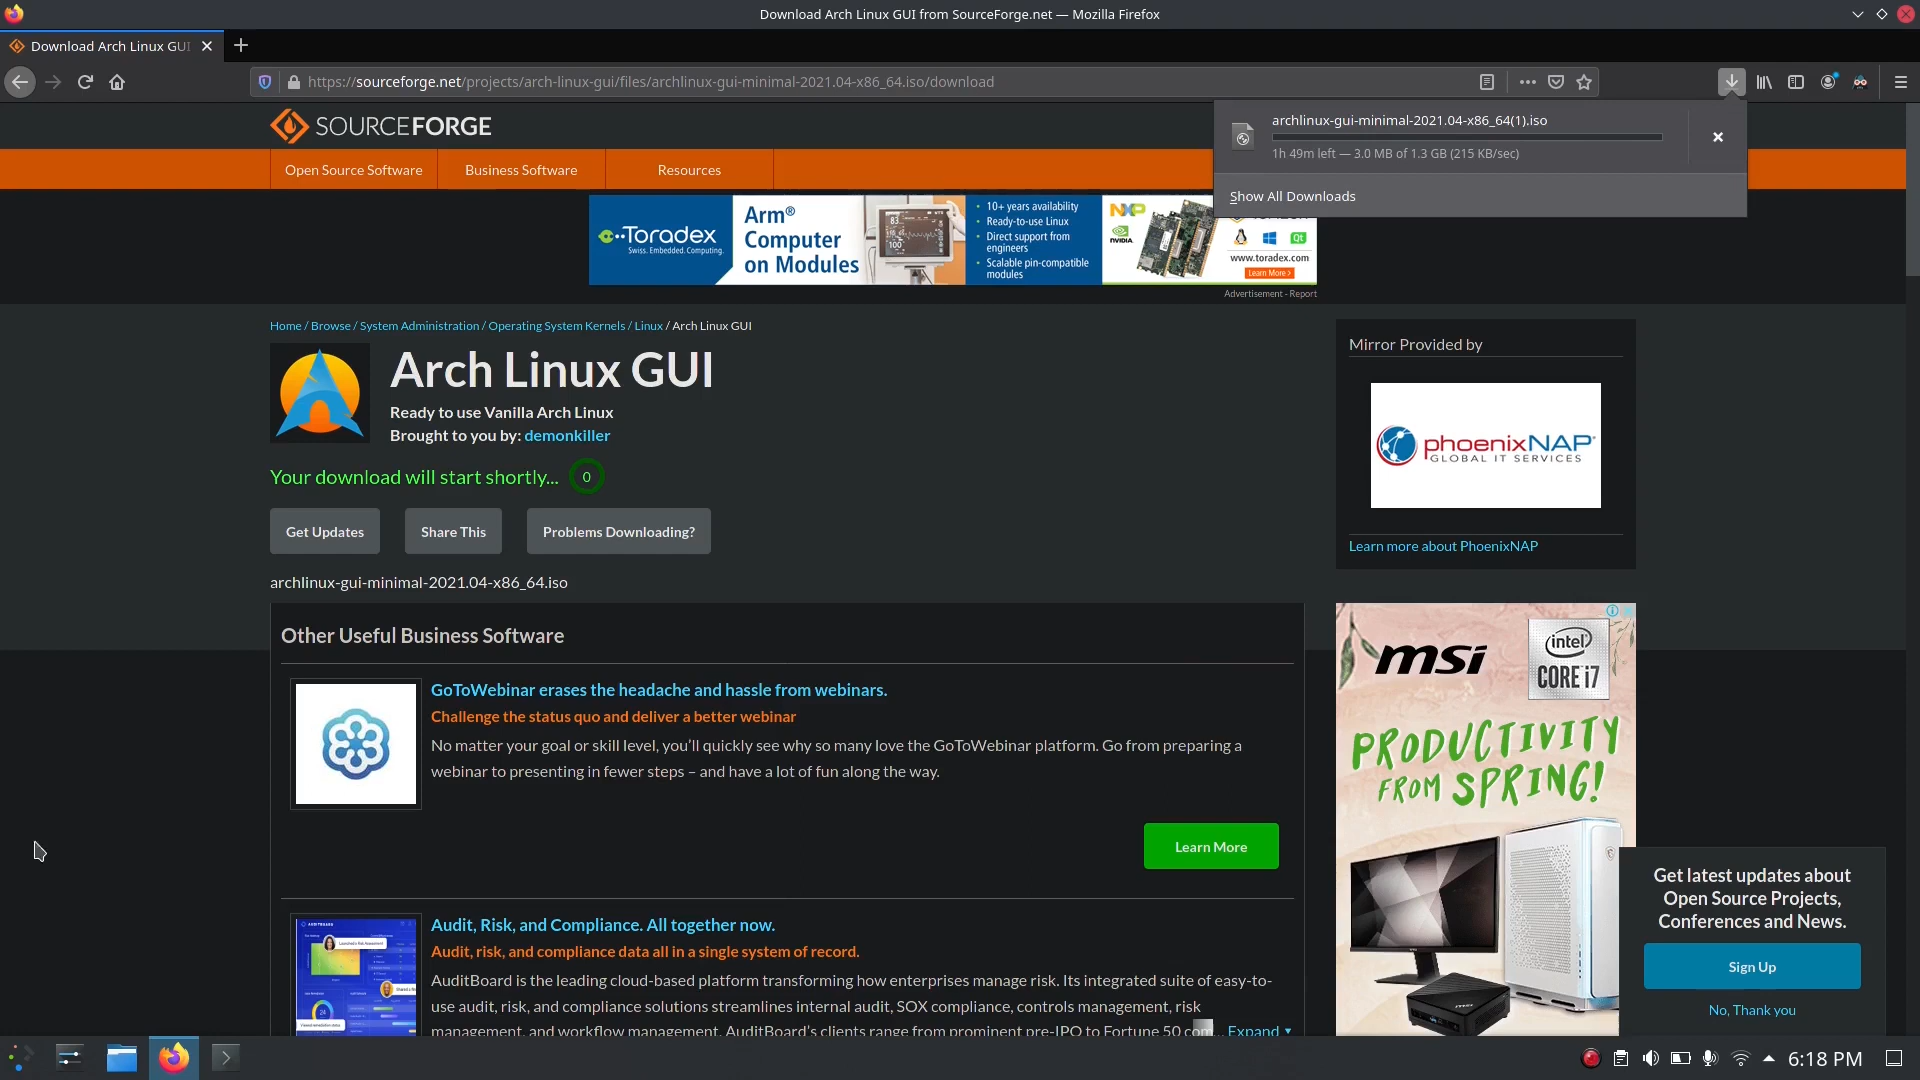 Download Arch Linux GUI from SourceForge.net — Mozilla Firefox
Download Arch Linux GUI
https://sourceforge.net/projects/arch-linux-gui/files/archlinux-gui-minimal-2021.04-x86_64.iso/download
archlinux-gui-minimal-2021.04-x86_64(1).iso
1h 49m left — 3.0 MB of 1.3 GB (215 KB/sec)
Show All Downloads
SOURCEFORGE
Open Source Software
Business Software
Resources
Toradex
Swiss. Embedded. Computing.
Arm®
Computer
on Modules
83
100
• 10+ years availability
• Ready-to-use Linux
• Direct support from
engineers
• Scalable pin-compatible
modules
NXP
NVIDIA
Qt
www.toradex.com
Learn More >
Advertisement - Report
Home / Browse / System Administration / Operating System Kernels / Linux / Arch Linux GUI
Arch Linux GUI
Ready to use Vanilla Arch Linux
Brought to you by: demonkiller
Your download will start shortly... 0
Get Updates
Share This
Problems Downloading?
archlinux-gui-minimal-2021.04-x86_64.iso
Mirror Provided by
phoenixNAP
GLOBAL IT SERVICES
Learn more about PhoenixNAP
Other Useful Business Software
GoToWebinar erases the headache and hassle from webinars.
Challenge the status quo and deliver a better webinar
No matter your goal or skill level, you’ll quickly see why so many love the GoToWebinar platform. Go from preparing a
webinar to presenting in fewer steps – and have a lot of fun along the way.
Learn More
AUDITBOARD
24
Audit, Risk, and Compliance. All together now.
Audit, risk, and compliance data all in a single system of record.
AuditBoard is the leading cloud-based platform transforming how enterprises manage risk. Its integrated suite of easy-to-
use audit, risk, and compliance solutions streamlines internal audit, SOX compliance, controls management, risk
management, and workflow management. AuditBoard’s clients range from prominent pre-IPO to Fortune 50 com... Expand
msi
intel
CORE i7
PRODUCTIVITY
FROM SPRING!
msi
Get latest updates about
Open Source Projects,
Conferences and News.
Sign Up
No, Thank you
6:18 PM